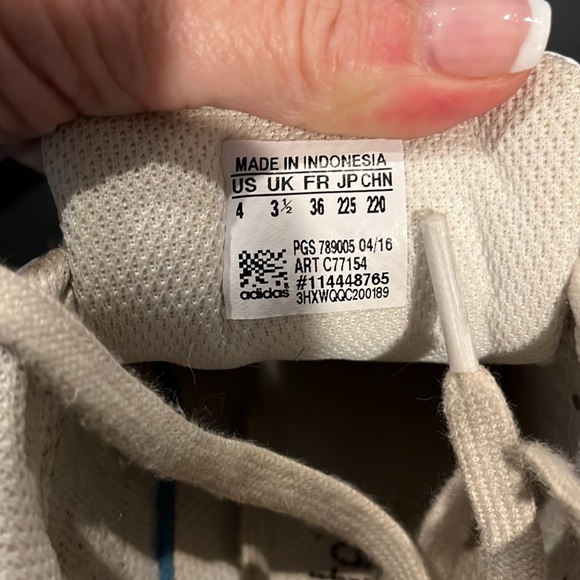 MADE IN INDONESIA
US UK FR JP CHN
4 3½ 36 225 220
PGS 789005 04/16
ART C77154
#114448765
adidas 3HXWQQC200189